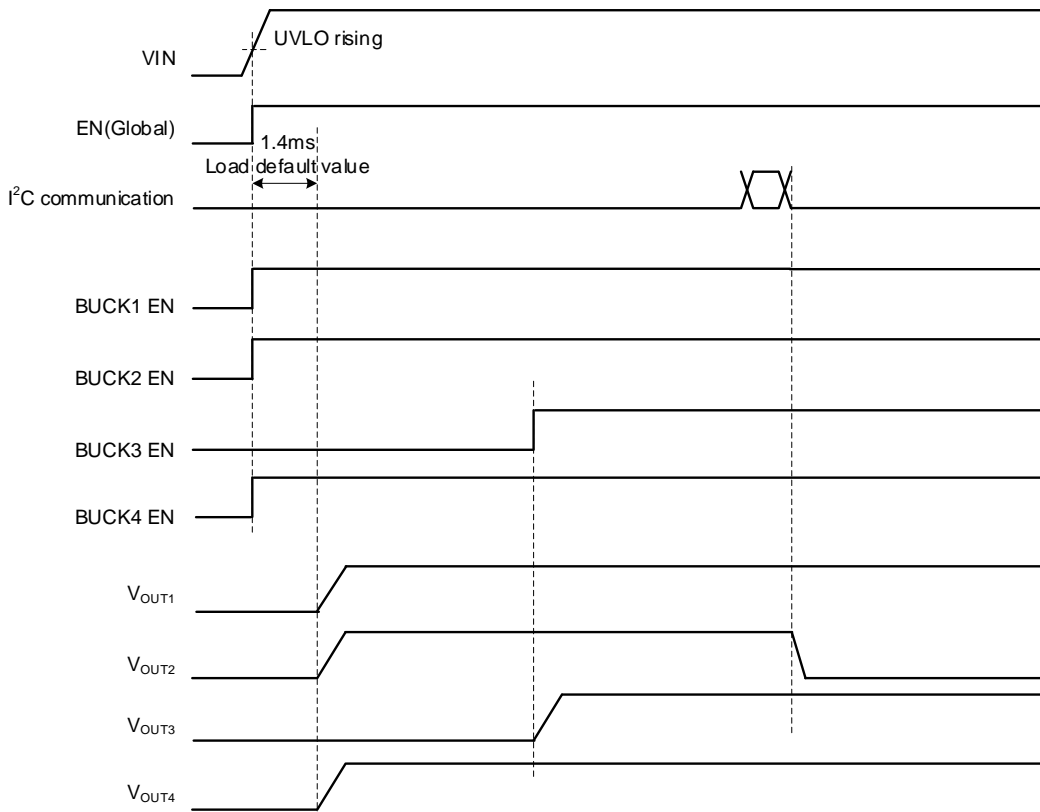 UVLO rising
VIN
EN(Global)
1.4ms
Load default value
I²C communication
BUCK1 EN
BUCK2 EN
BUCK3 EN
BUCK4 EN
VOUT1
VOUT2
VOUT3
VOUT4